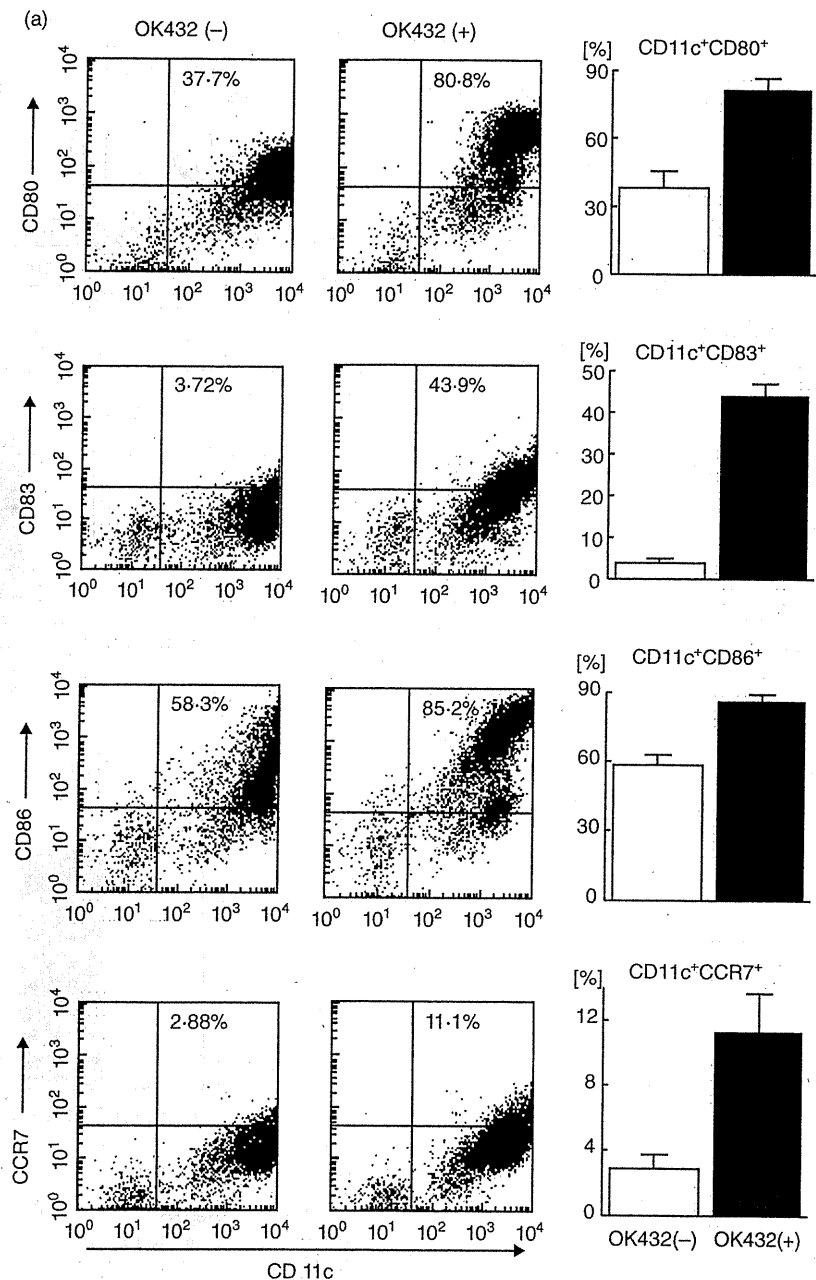 (a)
OK432 (–) OK432 (+)
[%] CD11c⁺CD80⁺
37·7% 80·8%
CD80
10⁴ 10³ 10² 10¹ 10⁰
90 60 30 0
10⁰ 10¹ 10² 10³ 10⁴ 10⁰ 10¹ 10² 10³ 10⁴
[%] CD11c⁺CD83⁺
3·72% 43·9%
CD83
10⁴ 10³ 10² 10¹ 10⁰
50 40 30 20 10 0
10⁰ 10¹ 10² 10³ 10⁴ 10⁰ 10¹ 10² 10³ 10⁴
[%] CD11c⁺CD86⁺
58·3% 85·2%
CD86
10⁴ 10³ 10² 10¹ 10⁰
90 60 30 0
10⁰ 10¹ 10² 10³ 10⁴ 10⁰ 10¹ 10² 10³ 10⁴
[%] CD11c⁺CCR7⁺
2·88% 11·1%
CCR7
10⁴ 10³ 10² 10¹ 10⁰
12 8 4 0
10⁰ 10¹ 10² 10³ 10⁴ 10⁰ 10¹ 10² 10³ 10⁴
OK432(–) OK432(+)
CD 11c